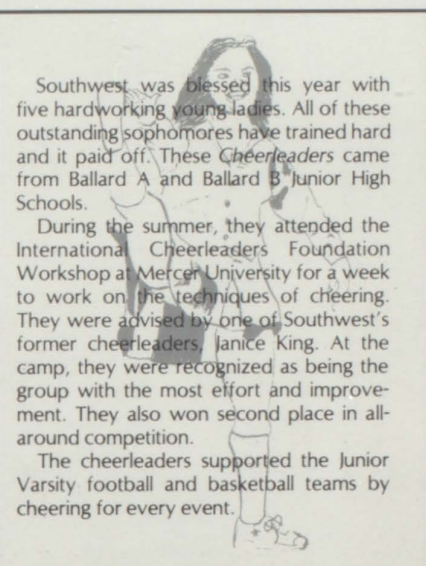 Southwest was blessed this year with
five hardworking young ladies. All of these
outstanding sophomores have trained hard
and it paid off. These Cheerleaders came
from Ballard A and Ballard B Junior High
Schools.
During the summer, they attended the
International Cheerleaders Foundation
Workshop at Mercer University for a week
to work on the techniques of cheering.
They were advised by one of Southwest's
former cheerleaders, Janice King. At the
camp, they were recognized as being the
group with the most effort and improve-
ment. They also won second place in all-
around competition.
The cheerleaders supported the Junior
Varsity football and basketball teams by
cheering for every event.